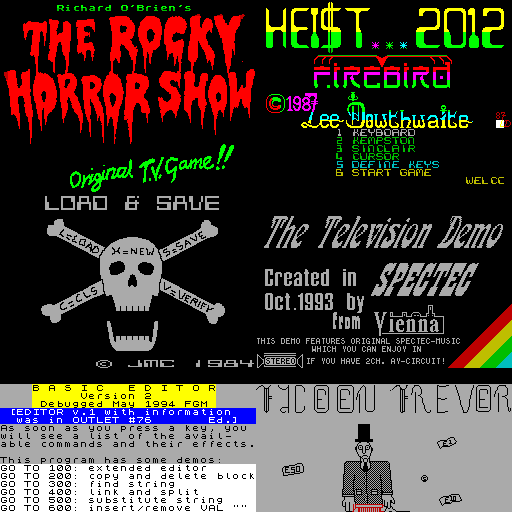 Richard O'Brien's
THE ROCKY
HORROR SHOW
Original T.V. Game!!
HEI$T...2012
FIREBIRD
©1987
Lee Douthwaite
1 KEYBOARD
2 KEMPSTON
3 SINCLAIR
4 CURSOR
5 DEFINE KEYS
6 START GAME
WELCC
LOAD & SAVE
L=LOAD
X=NEW
S=SAVE
C=CLS
V=VERIFY
© JMC 1984
The Television Demo
Created in
Oct.1993 by
SPECTEC
from Vienna
THIS DEMO FEATURES ORIGINAL SPECTEC-MUSIC
WHICH YOU CAN ENJOY IN
STEREO
IF YOU HAVE 2CH. AY-CIRCUIT!
BASIC EDITOR
Version 2
Debugged May 1994 FGM
[EDITOR v.1 with information
was in OUTLET #76 Ed.]
As soon as you press a key, you
will see a list of the avail-
able commands and their effects.
This program has some demos:
GO TO 100: extended editor
GO TO 200: copy and delete block
GO TO 300: find string
GO TO 400: link and split
GO TO 500: substitute string
GO TO 600: insert/remove VAL ""
TYCOON TREVOR
£50